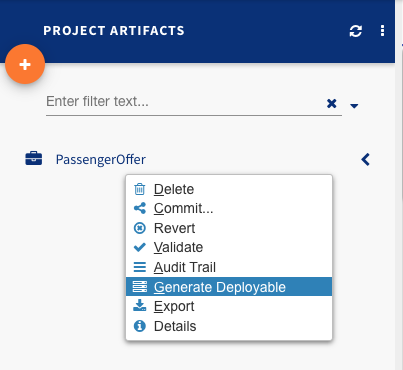 PROJECT ARTIFACTS
Enter filter text...
PassengerOffer
Delete
Commit...
Revert
Validate
Audit Trail
Generate Deployable
Export
Details